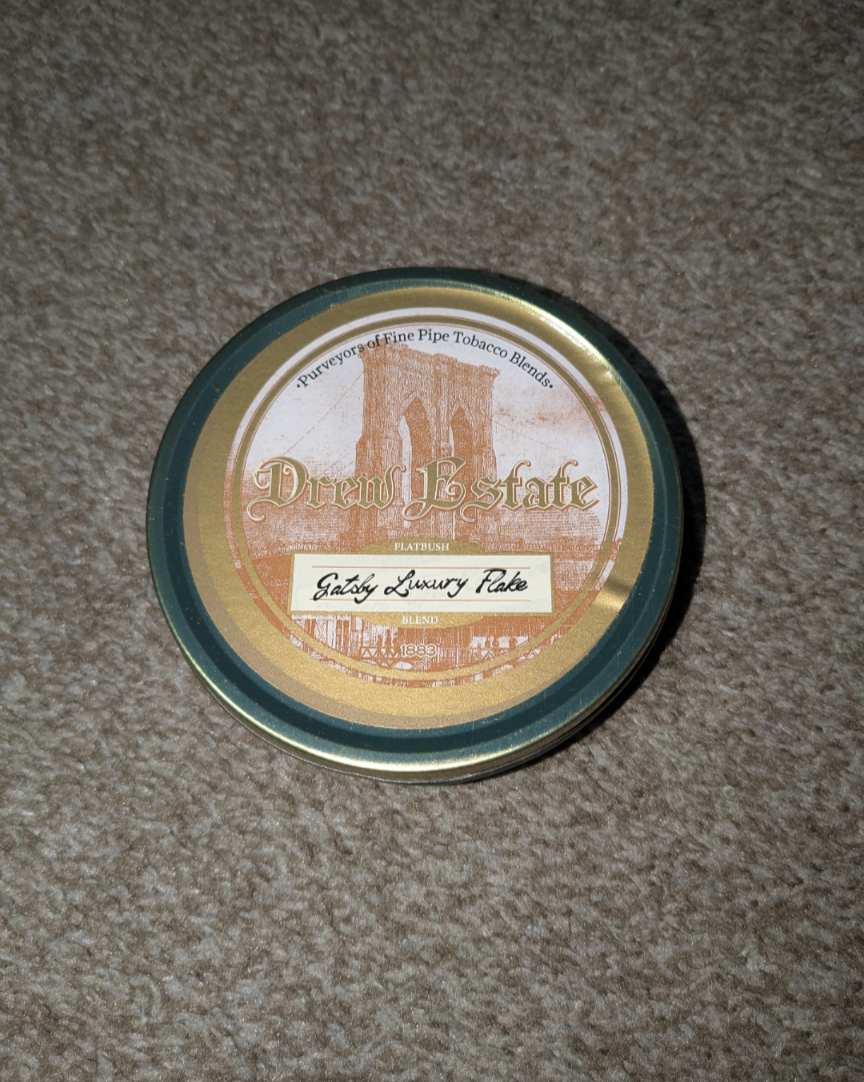 ·Purveyors of Fine Pipe Tobacco Blends·
Drew Estate
FLATBUSH
Gatsby Luxury Flake
BLEND
1883